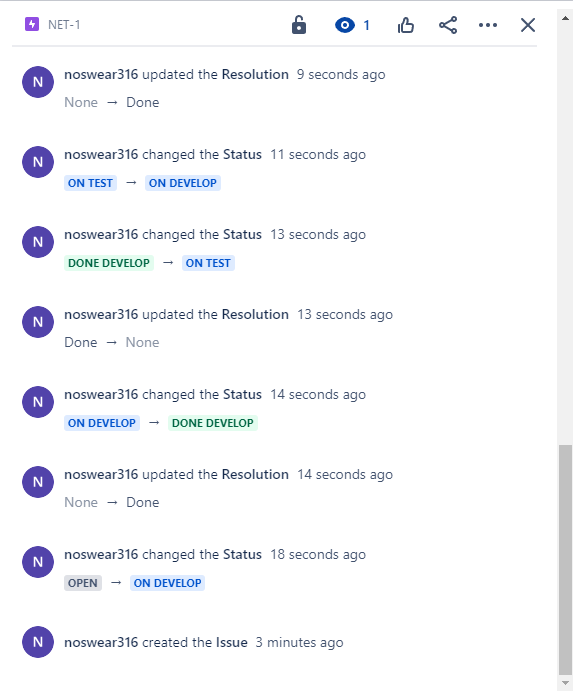 NET-1
1
N
noswear316 updated the Resolution 9 seconds ago
None → Done
N
noswear316 changed the Status 11 seconds ago
ON TEST → ON DEVELOP
N
noswear316 changed the Status 13 seconds ago
DONE DEVELOP → ON TEST
N
noswear316 updated the Resolution 13 seconds ago
Done → None
N
noswear316 changed the Status 14 seconds ago
ON DEVELOP → DONE DEVELOP
N
noswear316 updated the Resolution 14 seconds ago
None → Done
N
noswear316 changed the Status 18 seconds ago
OPEN → ON DEVELOP
N
noswear316 created the Issue 3 minutes ago